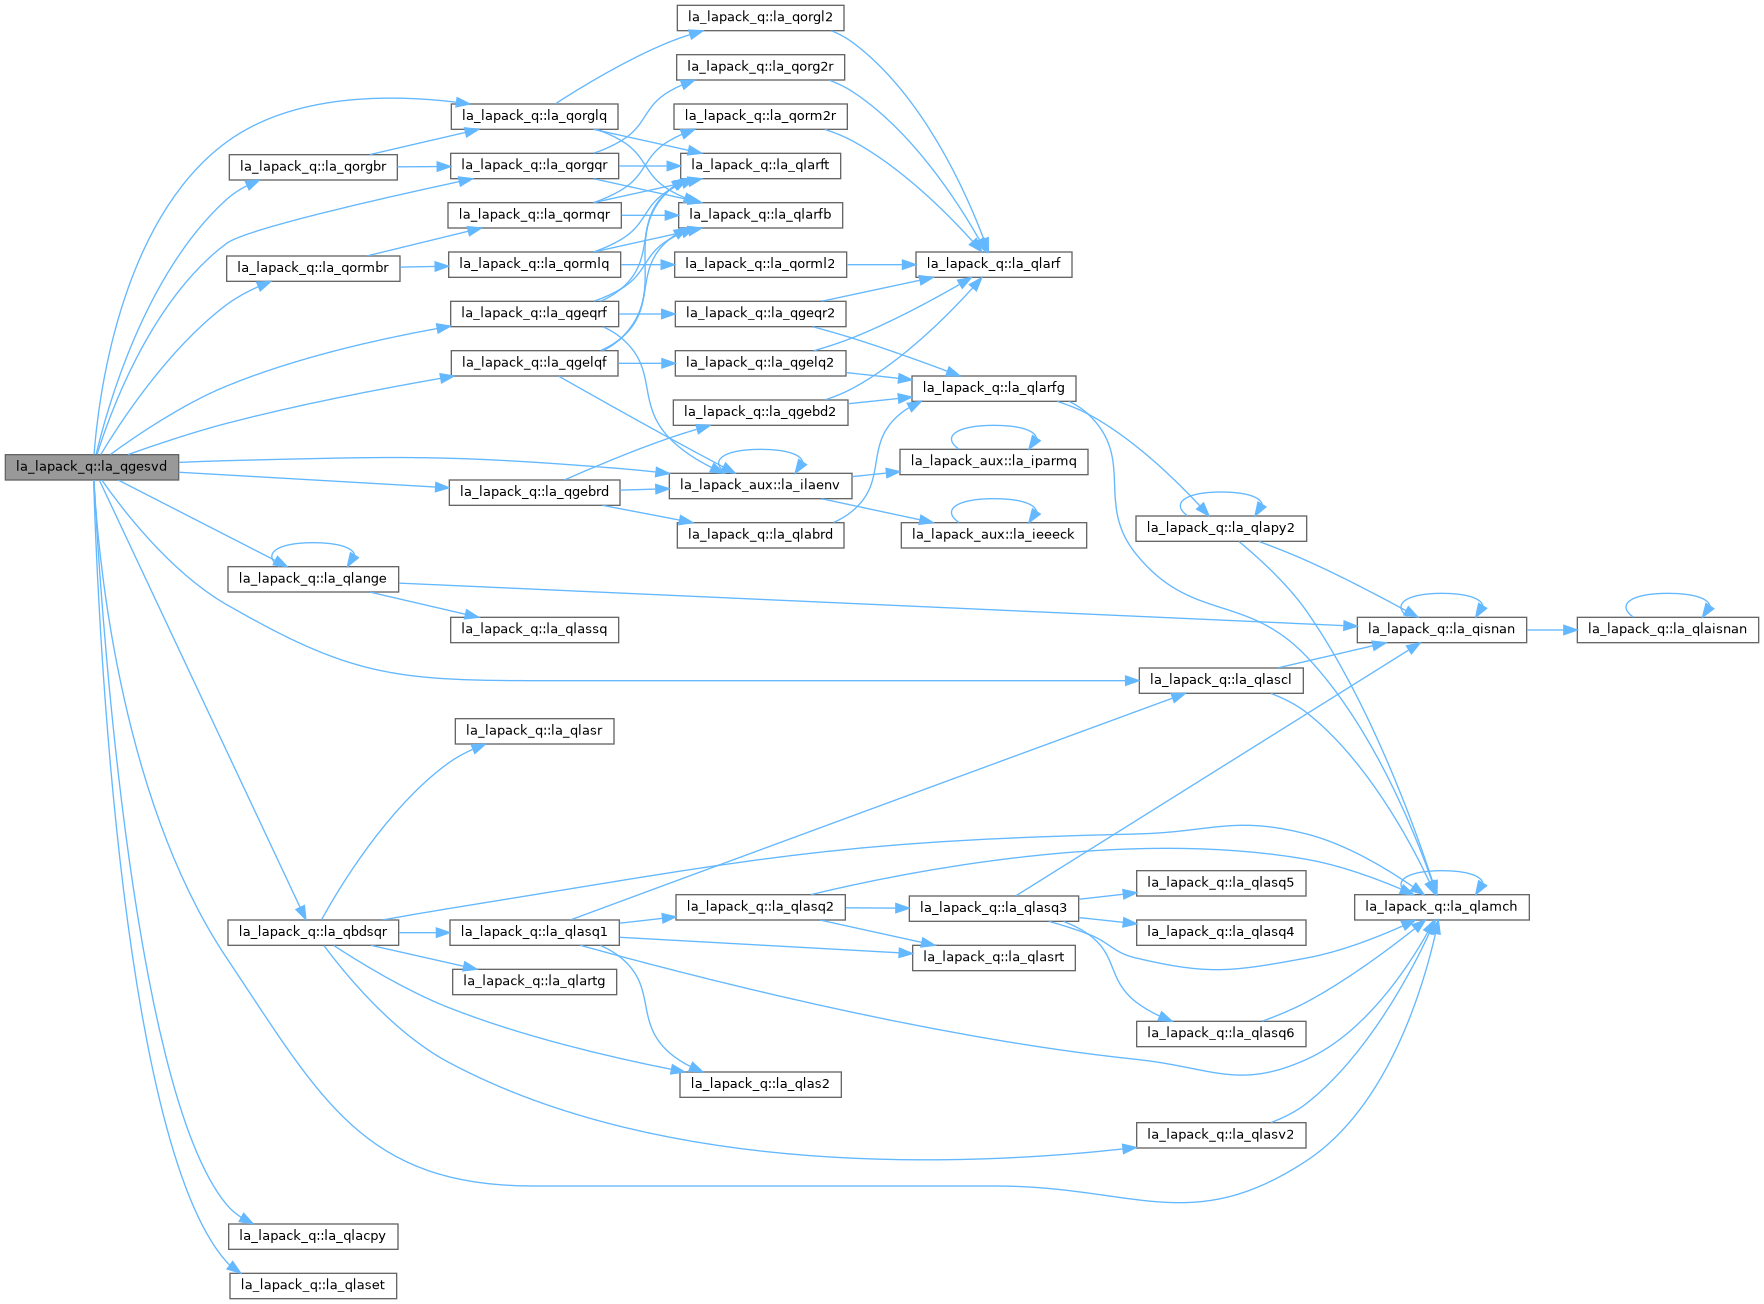 la_lapack_q::la_qorgl2
la_lapack_q::la_qorg2r
la_lapack_q::la_qorglq
la_lapack_q::la_qorm2r
la_lapack_q::la_qorgbr
la_lapack_q::la_qorgqr
la_lapack_q::la_qlarft
la_lapack_q::la_qormqr
la_lapack_q::la_qlarfb
la_lapack_q::la_qormbr
la_lapack_q::la_qormlq
la_lapack_q::la_qorml2
la_lapack_q::la_qlarf
la_lapack_q::la_qgeqrf
la_lapack_q::la_qgeqr2
la_lapack_q::la_qgelqf
la_lapack_q::la_qgelq2
la_lapack_q::la_qlarfg
la_lapack_q::la_qgebd2
la_lapack_q::la_qgesvd
la_lapack_aux::la_iparmq
la_lapack_q::la_qgebrd
la_lapack_aux::la_ilaenv
la_lapack_q::la_qlabrd
la_lapack_aux::la_ieeeck
la_lapack_q::la_qlapy2
la_lapack_q::la_qlange
la_lapack_q::la_qlassq
la_lapack_q::la_qisnan
la_lapack_q::la_qlaisnan
la_lapack_q::la_qlascl
la_lapack_q::la_qlasr
la_lapack_q::la_qlasq5
la_lapack_q::la_qlasq2
la_lapack_q::la_qlasq3
la_lapack_q::la_qlamch
la_lapack_q::la_qbdsqr
la_lapack_q::la_qlasq1
la_lapack_q::la_qlasq4
la_lapack_q::la_qlasrt
la_lapack_q::la_qlartg
la_lapack_q::la_qlasq6
la_lapack_q::la_qlas2
la_lapack_q::la_qlasv2
la_lapack_q::la_qlacpy
la_lapack_q::la_qlaset